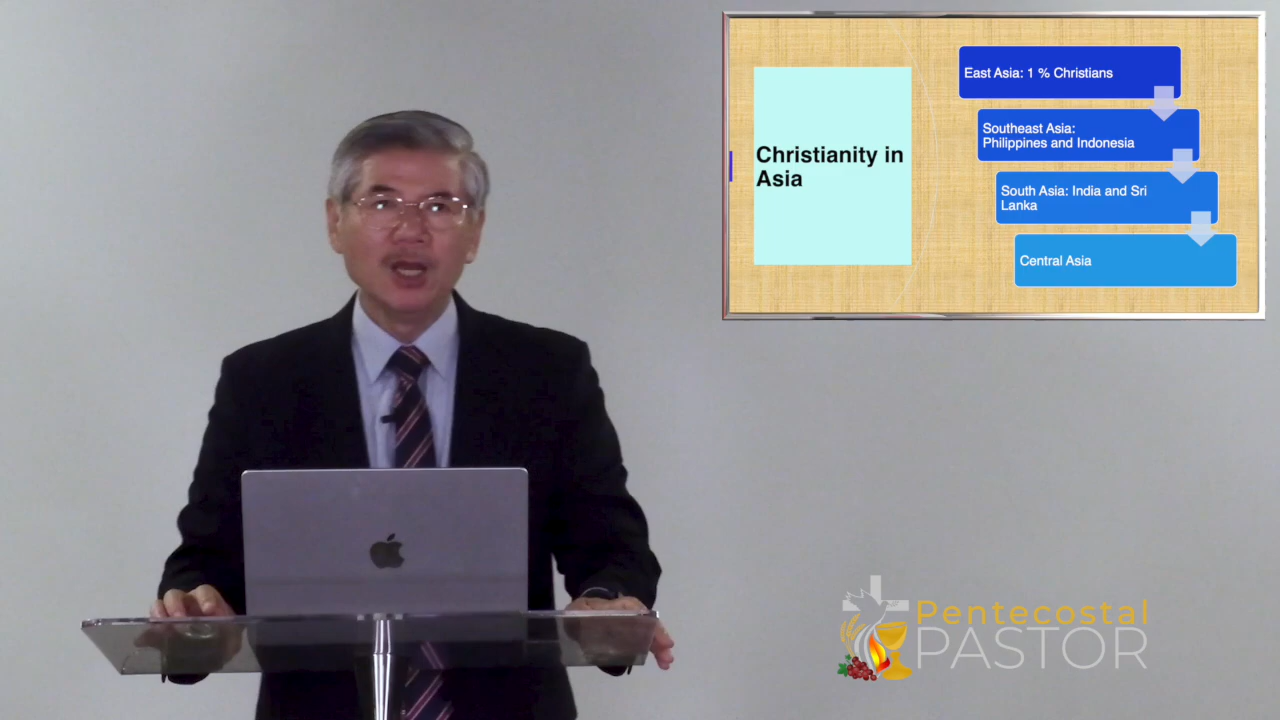 Christianity in
Asia
East Asia: 1 % Christians
Southeast Asia:
Philippines and Indonesia
South Asia: India and Sri
Lanka
Central Asia
Pentecostal
PASTOR